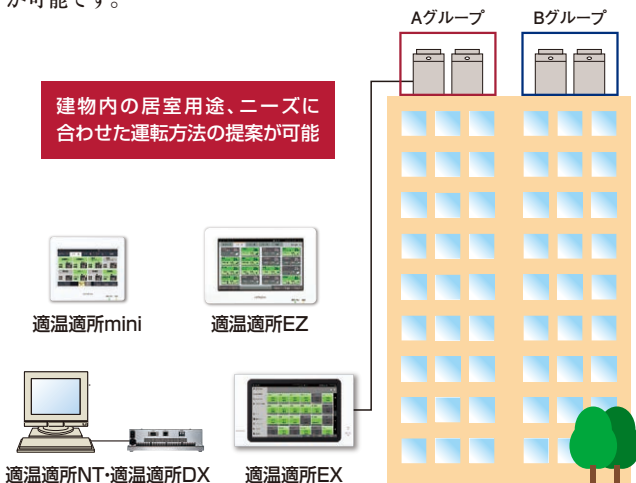 が可能です。
Aグループ
Bグループ
建物内の居室用途、ニーズに
合わせた運転方法の提案が可能
適温適所mini
適温適所EZ
適温適所NT・適温適所DX
適温適所EX